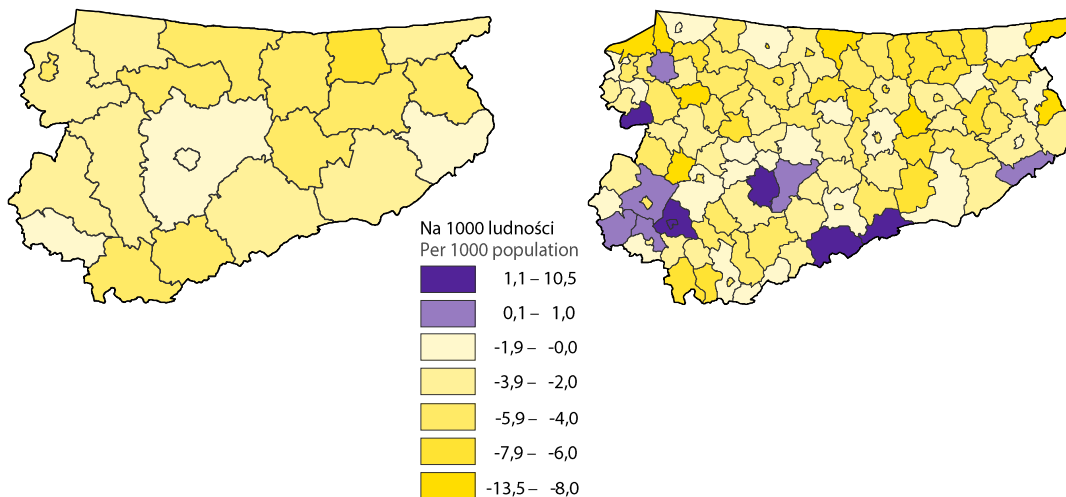 Na 1000 ludności
Per 1000 population
1,1 – 10,5
0,1 – 1,0
-1,9 – -0,0
-3,9 – -2,0
-5,9 – -4,0
-7,9 – -6,0
-13,5 – -8,0